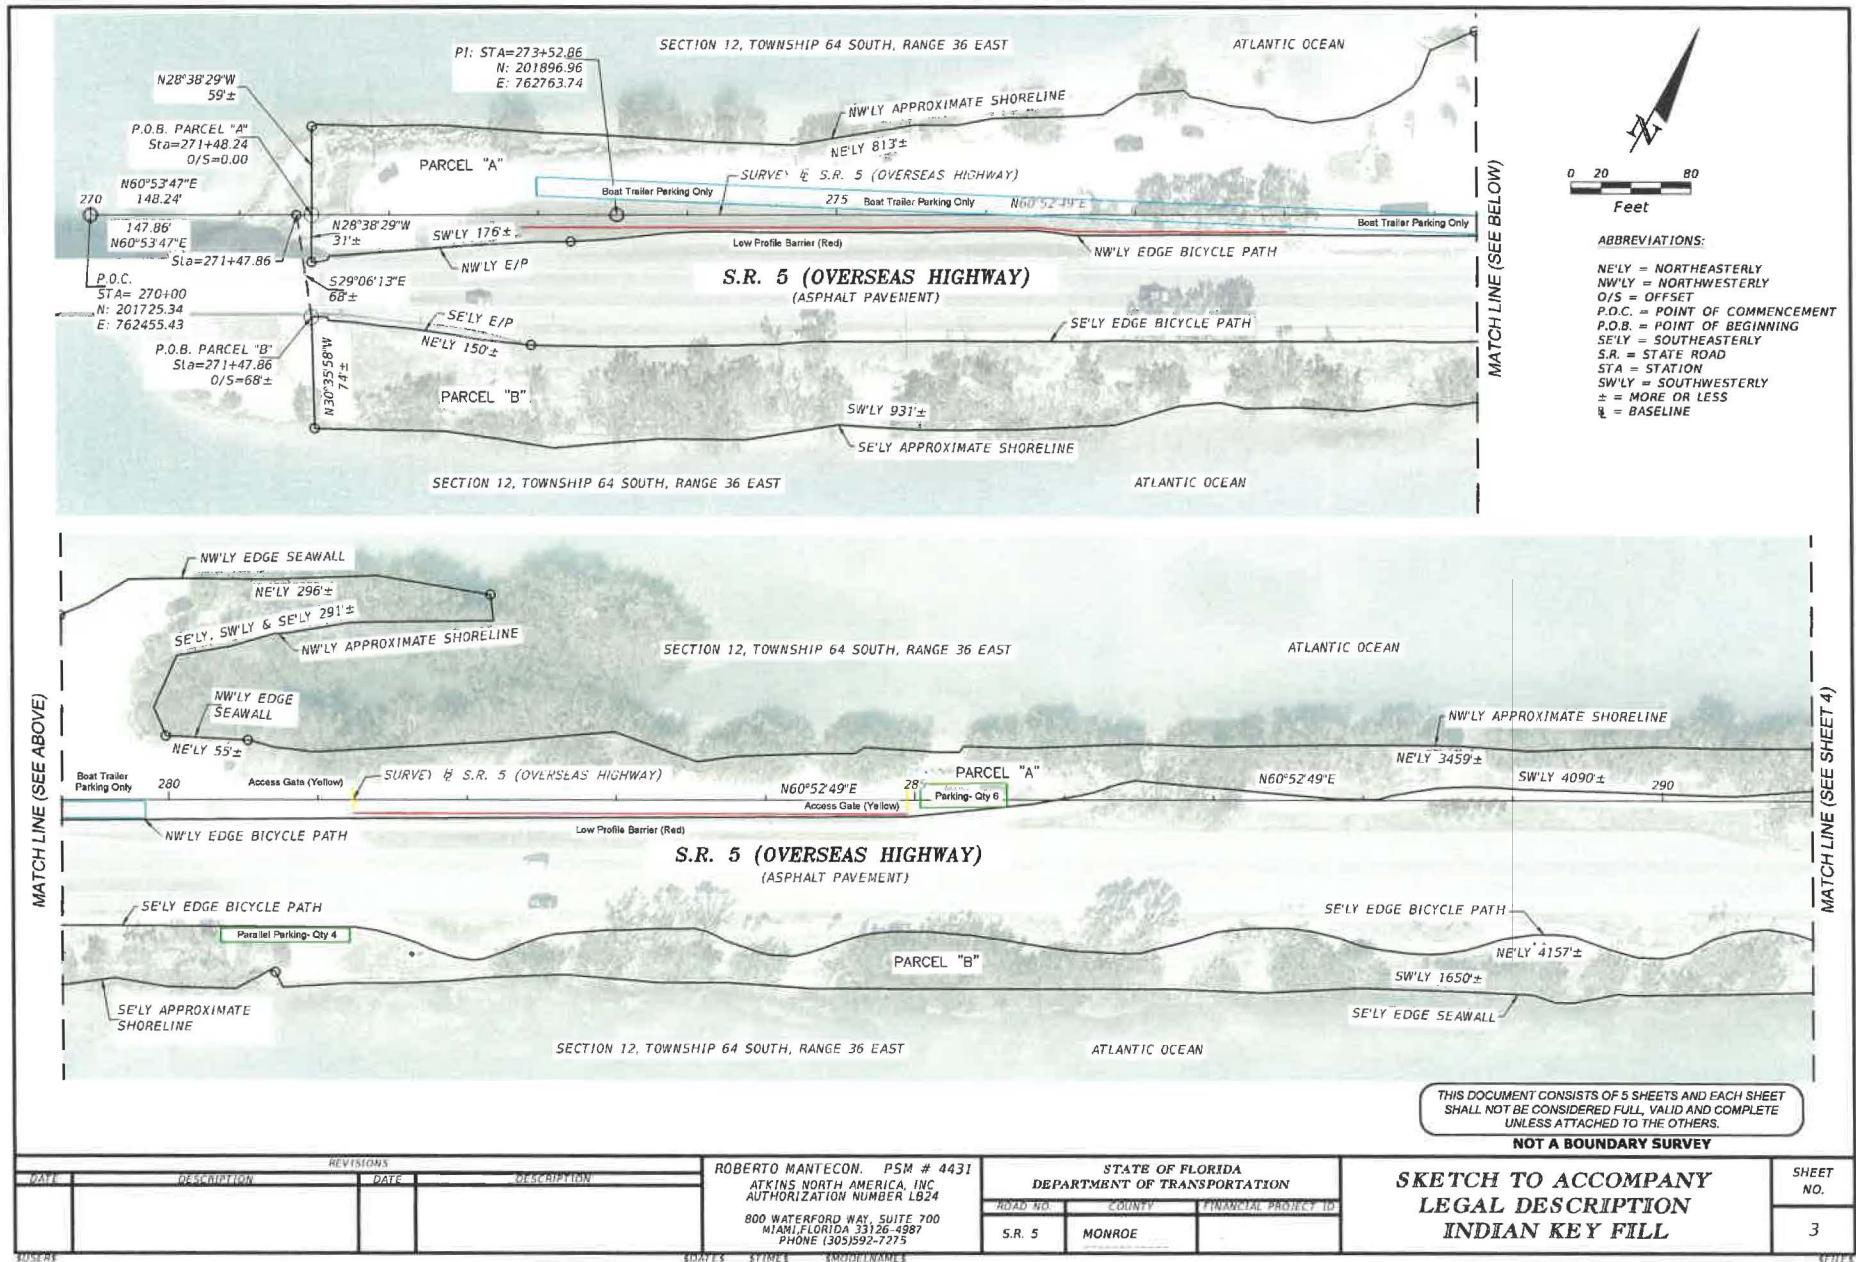 SECTION 12, TOWNSHIP 64 SOUTH, RANGE 36 EAST
ATLANTIC OCEAN
PI: STA=273+52.86
N: 201896.96
E: 762763.74
N28°38'29"W
59'±
P.O.B. PARCEL "A"
Sta=271+48.24
O/S=0.00
N60°53'47"E
148.24'
270
147.86'
N60°53'47"E
Sta=271+47.86
P.O.C.
STA= 270+00
N: 201725.34
E: 762455.43
P.O.B. PARCEL "B"
Sta=271+47.86
O/S=68'±
PARCEL "A"
NW'LY APPROXIMATE SHORELINE
NE'LY 813'±
SURVEY ℄ S.R. 5 (OVERSEAS HIGHWAY)
Boat Trailer Parking Only
275
Boat Trailer Parking Only
N60°52'49"E
Boat Trailer Parking Only
N28°38'29"W
31'±
SW'LY 176'±
Low Profile Barrier (Red)
NW'LY EDGE BICYCLE PATH
NW'LY E/P
S.R. 5 (OVERSEAS HIGHWAY)
(ASPHALT PAVEMENT)
S29°06'13"E
68'±
SE'LY E/P
NE'LY 150'±
SE'LY EDGE BICYCLE PATH
N30°35'58"W
74'±
PARCEL "B"
SW'LY 931'±
SE'LY APPROXIMATE SHORELINE
SECTION 12, TOWNSHIP 64 SOUTH, RANGE 36 EAST
ATLANTIC OCEAN
MATCH LINE (SEE BELOW)
N
0 20 80
Feet
ABBREVIATIONS:
NE'LY = NORTHEASTERLY
NW'LY = NORTHWESTERLY
O/S = OFFSET
P.O.C. = POINT OF COMMENCEMENT
P.O.B. = POINT OF BEGINNING
SE'LY = SOUTHEASTERLY
S.R. = STATE ROAD
STA = STATION
SW'LY = SOUTHWESTERLY
± = MORE OR LESS
℄ = BASELINE
MATCH LINE (SEE ABOVE)
NW'LY EDGE SEAWALL
NE'LY 296'±
SE'LY, SW'LY & SE'LY 291'±
NW'LY APPROXIMATE SHORELINE
SECTION 12, TOWNSHIP 64 SOUTH, RANGE 36 EAST
ATLANTIC OCEAN
NW'LY EDGE
SEAWALL
NE'LY 55'±
NW'LY APPROXIMATE SHORELINE
NE'LY 3459'±
Boat Trailer
Parking Only
280
Access Gate (Yellow)
SURVEY ℄ S.R. 5 (OVERSEAS HIGHWAY)
N60°52'49"E
28
PARCEL "A"
Parking- Qty 6
Access Gate (Yellow)
N60°52'49"E
SW'LY 4090'±
290
NW'LY EDGE BICYCLE PATH
Low Profile Barrier (Red)
S.R. 5 (OVERSEAS HIGHWAY)
(ASPHALT PAVEMENT)
SE'LY EDGE BICYCLE PATH
Parallel Parking- Qty 4
SE'LY EDGE BICYCLE PATH
NE'LY 4157'±
PARCEL "B"
SW'LY 1650'±
SE'LY APPROXIMATE
SHORELINE
SE'LY EDGE SEAWALL
SECTION 12, TOWNSHIP 64 SOUTH, RANGE 36 EAST
ATLANTIC OCEAN
MATCH LINE (SEE SHEET 4)
THIS DOCUMENT CONSISTS OF 5 SHEETS AND EACH SHEET
SHALL NOT BE CONSIDERED FULL, VALID AND COMPLETE
UNLESS ATTACHED TO THE OTHERS.
NOT A BOUNDARY SURVEY
REVISIONS
DATE DESCRIPTION DATE DESCRIPTION
ROBERTO MANTECON. PSM # 4431
ATKINS NORTH AMERICA, INC
AUTHORIZATION NUMBER LB24
800 WATERFORD WAY, SUITE 700
MIAMI,FLORIDA 33126-4987
PHONE (305)592-7275
STATE OF FLORIDA
DEPARTMENT OF TRANSPORTATION
ROAD NO. COUNTY FINANCIAL PROJECT ID
S.R. 5 MONROE
SKETCH TO ACCOMPANY
LEGAL DESCRIPTION
INDIAN KEY FILL
SHEET
NO.
3
$USER$ $DATE$ $TIME$ $MODELNAME$ $FILE$